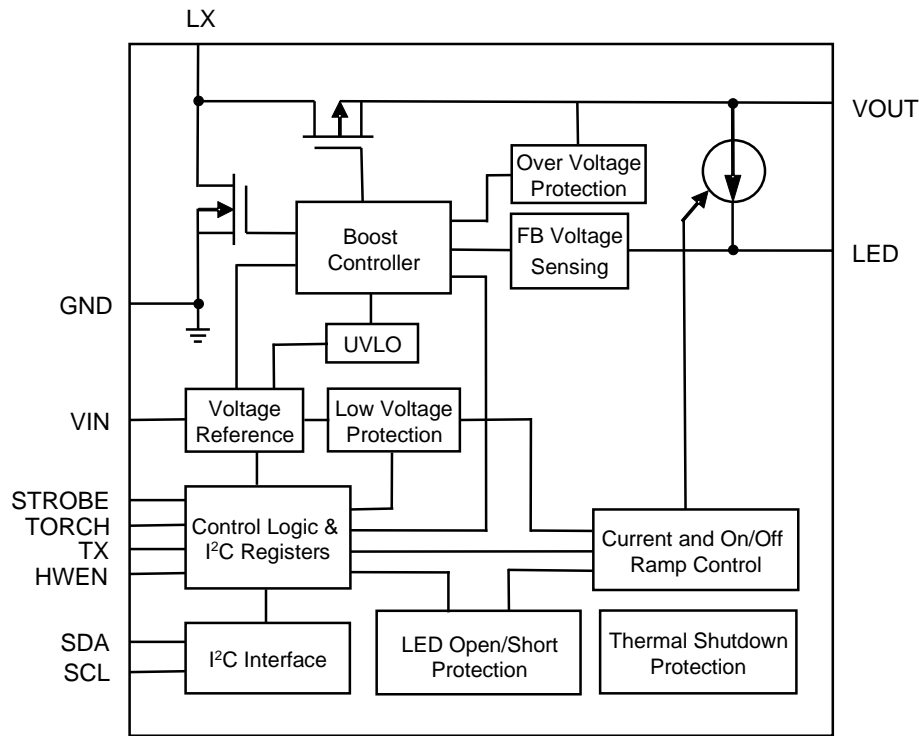 LX
VOUT
Over Voltage
Protection
Boost
Controller
FB Voltage
Sensing
LED
GND
UVLO
VIN
Voltage
Reference
Low Voltage
Protection
STROBE
TORCH
TX
HWEN
Control Logic &
I²C Registers
Current and On/Off
Ramp Control
SDA
SCL
I²C Interface
LED Open/Short
Protection
Thermal Shutdown
Protection